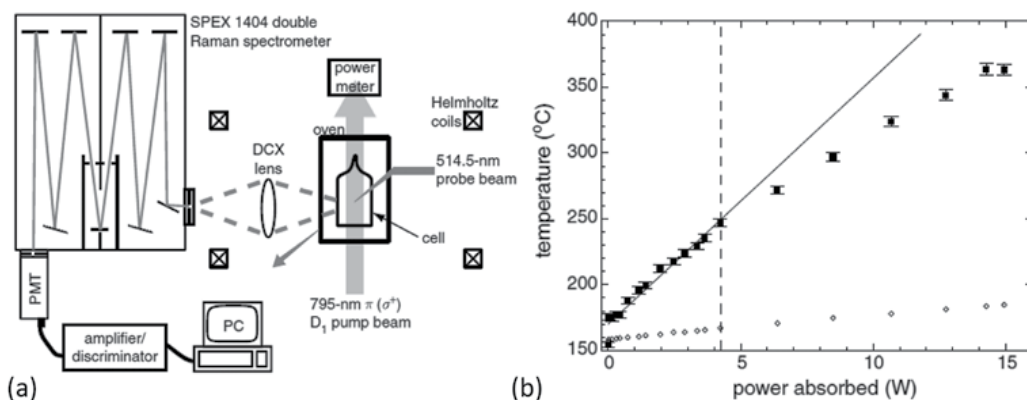 SPEX 1404 double
Raman spectrometer
power
meter
Helmholtz
coils
oven
DCX
lens
514.5-nm
probe beam
cell
795-nm π (σ⁺)
D₁ pump beam
PMT
amplifier/
discriminator
PC
(a)
temperature (°C)
400
350
300
250
200
150
0
5
10
15
power absorbed (W)
(b)